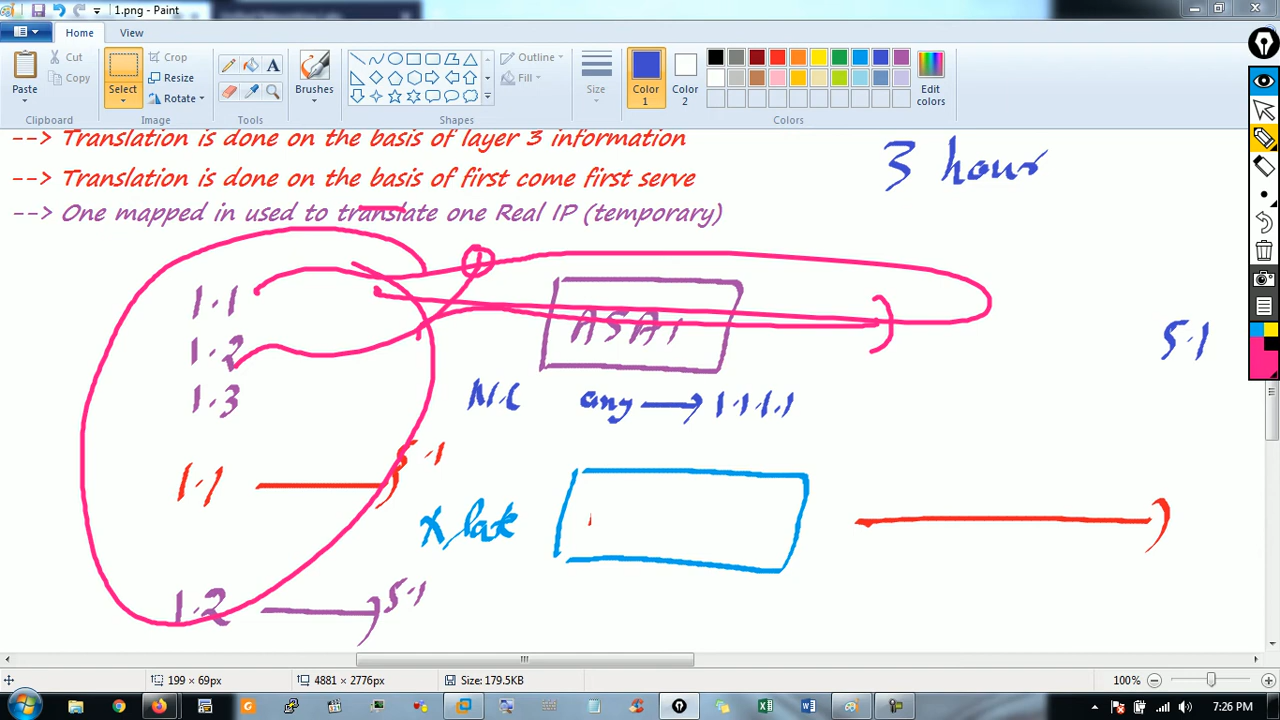 1.png - Paint
Home View
Paste Cut Copy Select Crop Resize Rotate Brushes Outline Fill Size Color 1 Color 2 Edit colors
Clipboard Image Tools Shapes Colors
--> Translation is done on the basis of layer 3 information
3 hour
--> Translation is done on the basis of first come first serve
--> One mapped in used to translate one Real IP (temporary)
1.1
ASA1
1.2
5.1
1.3
N.C any 1.1.1.1
1.1 5.1
Xlat
1.2 5.1
199 × 69px 4881 × 2776px Size: 179.5KB 100%
7:26 PM